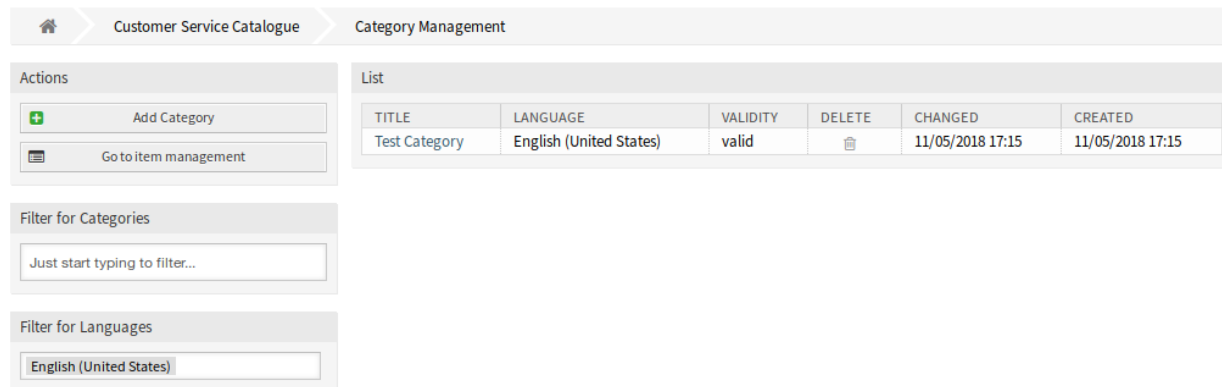 Customer Service Catalogue Category Management
Actions
Add Category
Go to item management
Filter for Categories
Just start typing to filter...
Filter for Languages
English (United States)
List
TITLE LANGUAGE VALIDITY DELETE CHANGED CREATED
Test Category English (United States) valid 11/05/2018 17:15 11/05/2018 17:15